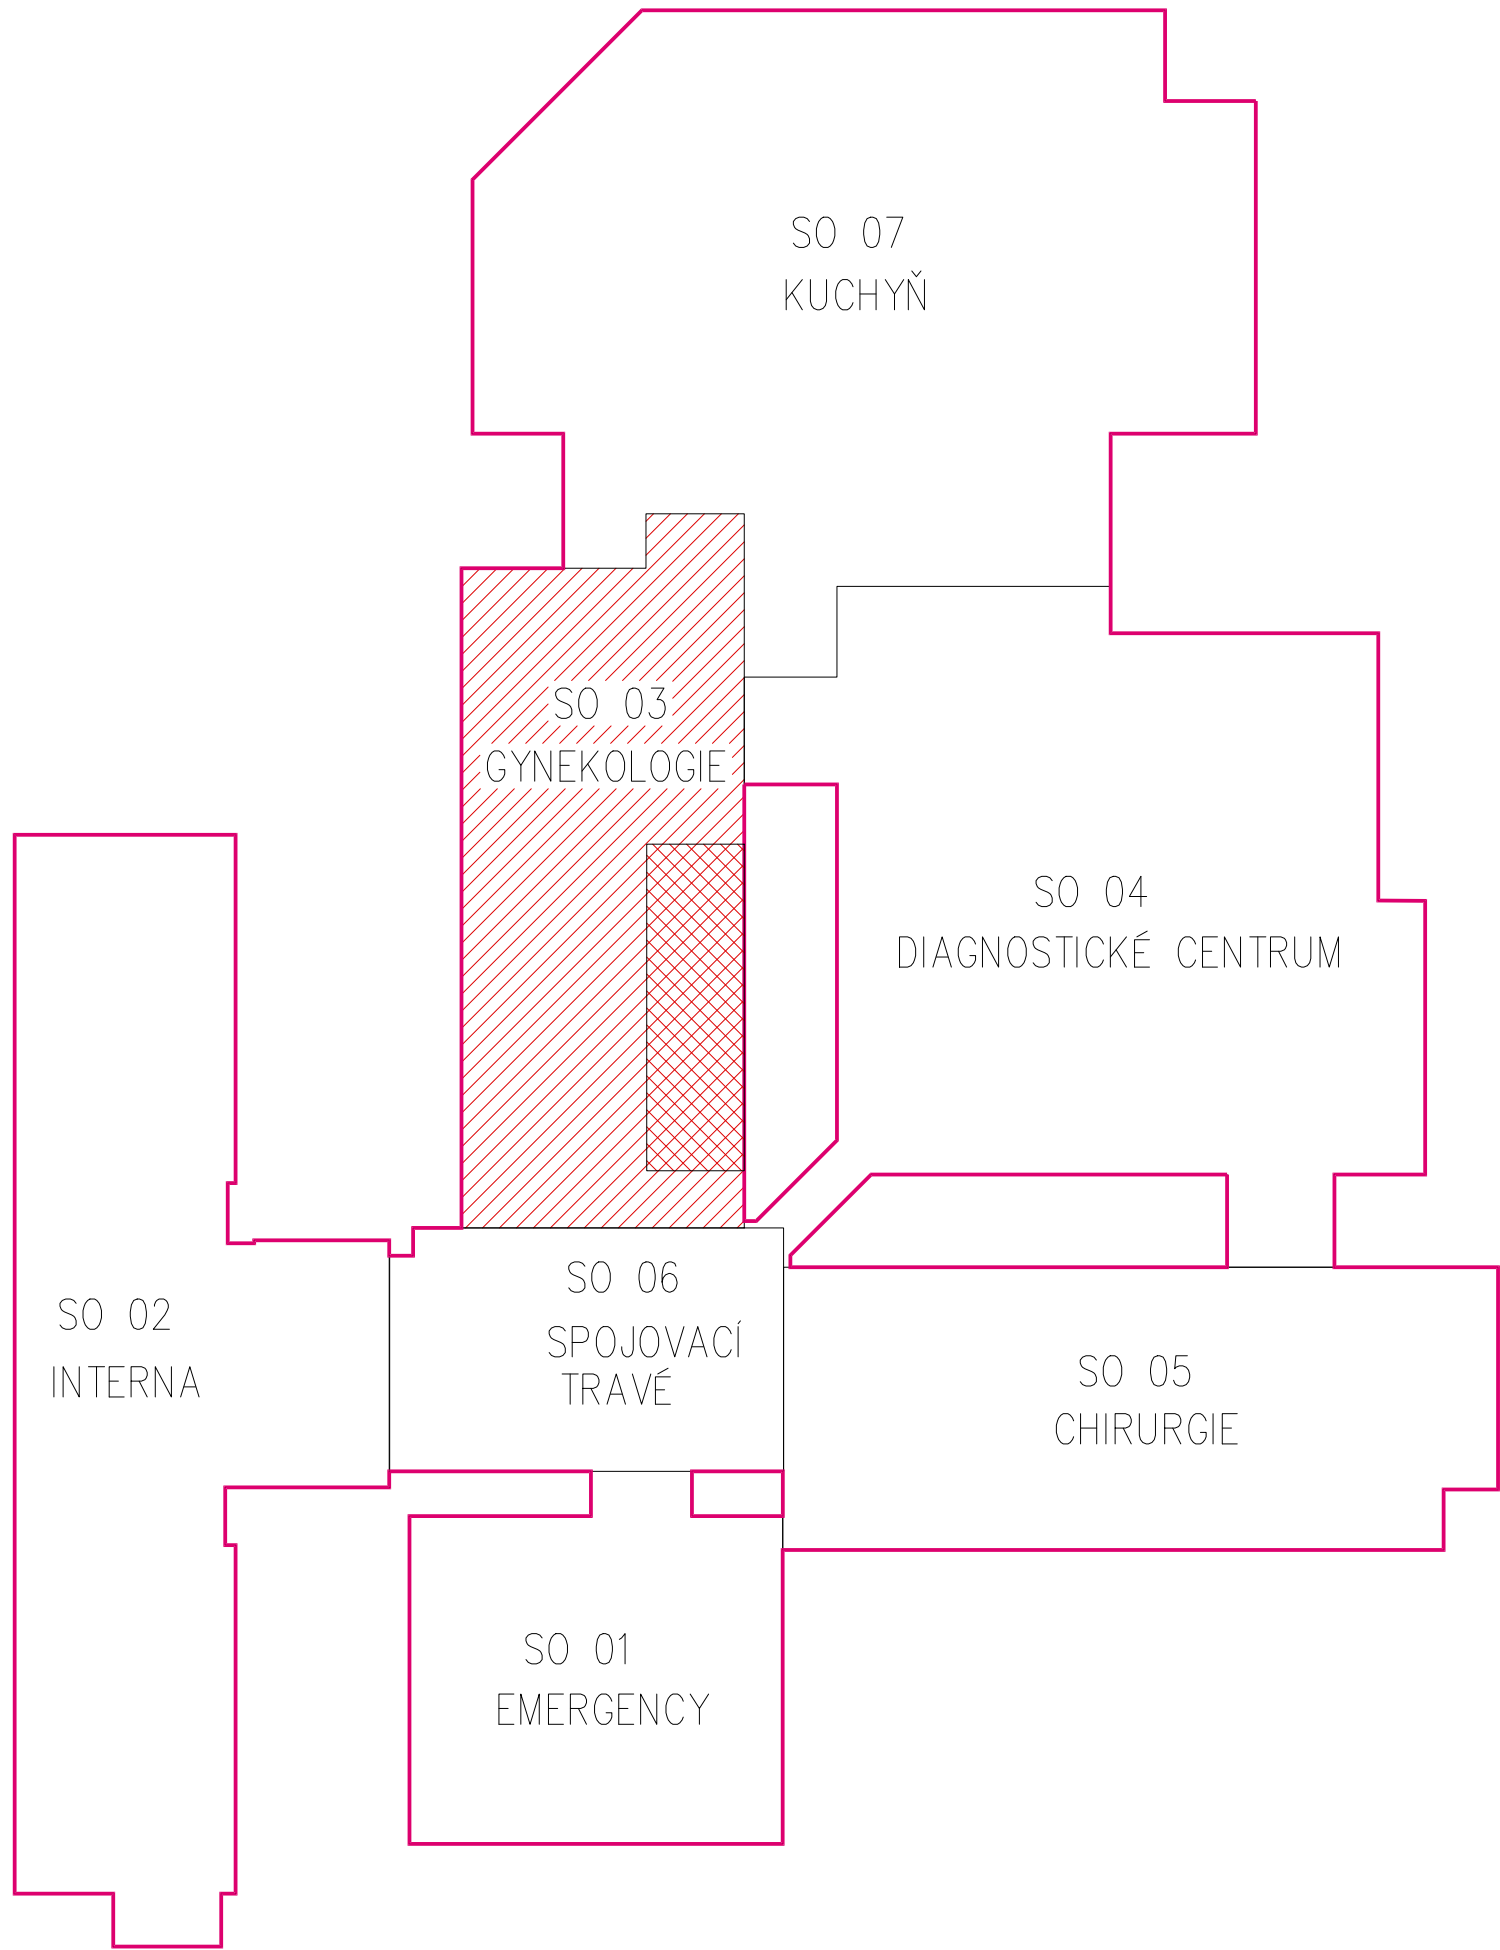 SO 07
KUCHYŇ
SO 03
GYNEKOLOGIE
SO 04
DIAGNOSTICKÉ CENTRUM
SO 06
SPOJOVACÍ
TRAVÉ
SO 02
INTERNA
SO 05
CHIRURGIE
SO 01
EMERGENCY